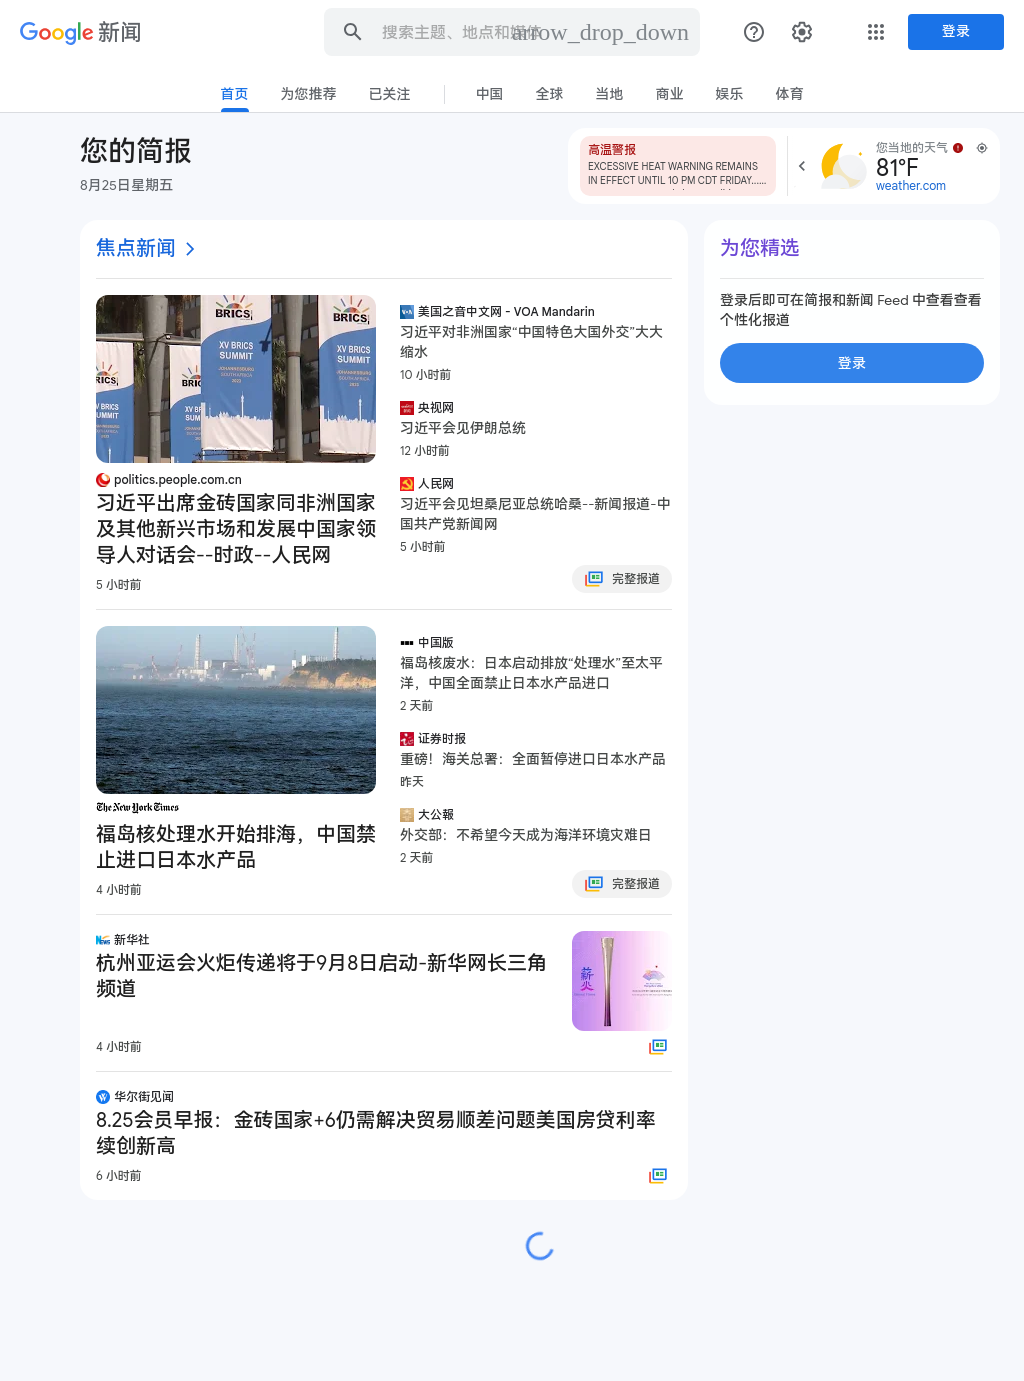 Google 新闻
搜索主题、地点和媒体
arrow_drop_down
登录
首页
为您推荐
已关注
中国
全球
当地
商业
娱乐
体育
您的简报
8月25日星期五
高温警报
EXCESSIVE HEAT WARNING REMAINS
IN EFFECT UNTIL 10 PM CDT FRIDAY......
您当地的天气
81°F
weather.com
焦点新闻
为您精选
登录后即可在简报和新闻 Feed 中查看查看
个性化报道
登录
BRICS
XV BRICS
SUMMIT
JOHANNESBURG
SOUTH AFRICA
2023
politics.people.com.cn
习近平出席金砖国家同非洲国家
及其他新兴市场和发展中国家领
导人对话会--时政--人民网
5 小时前
美国之音中文网 - VOA Mandarin
习近平对非洲国家“中国特色大国外交”大大
缩水
10 小时前
央视网
习近平会见伊朗总统
12 小时前
人民网
习近平会见坦桑尼亚总统哈桑--新闻报道-中
国共产党新闻网
5 小时前
完整报道
The New York Times
福岛核处理水开始排海，中国禁
止进口日本水产品
4 小时前
中国版
福岛核废水：日本启动排放“处理水”至太平
洋，中国全面禁止日本水产品进口
2 天前
证券时报
重磅！海关总署：全面暂停进口日本水产品
昨天
大公報
外交部：不希望今天成为海洋环境灾难日
2 天前
完整报道
新华社
杭州亚运会火炬传递将于9月8日启动-新华网长三角
频道
4 小时前
薪火
华尔街见闻
8.25会员早报：金砖国家+6仍需解决贸易顺差问题美国房贷利率
续创新高
6 小时前